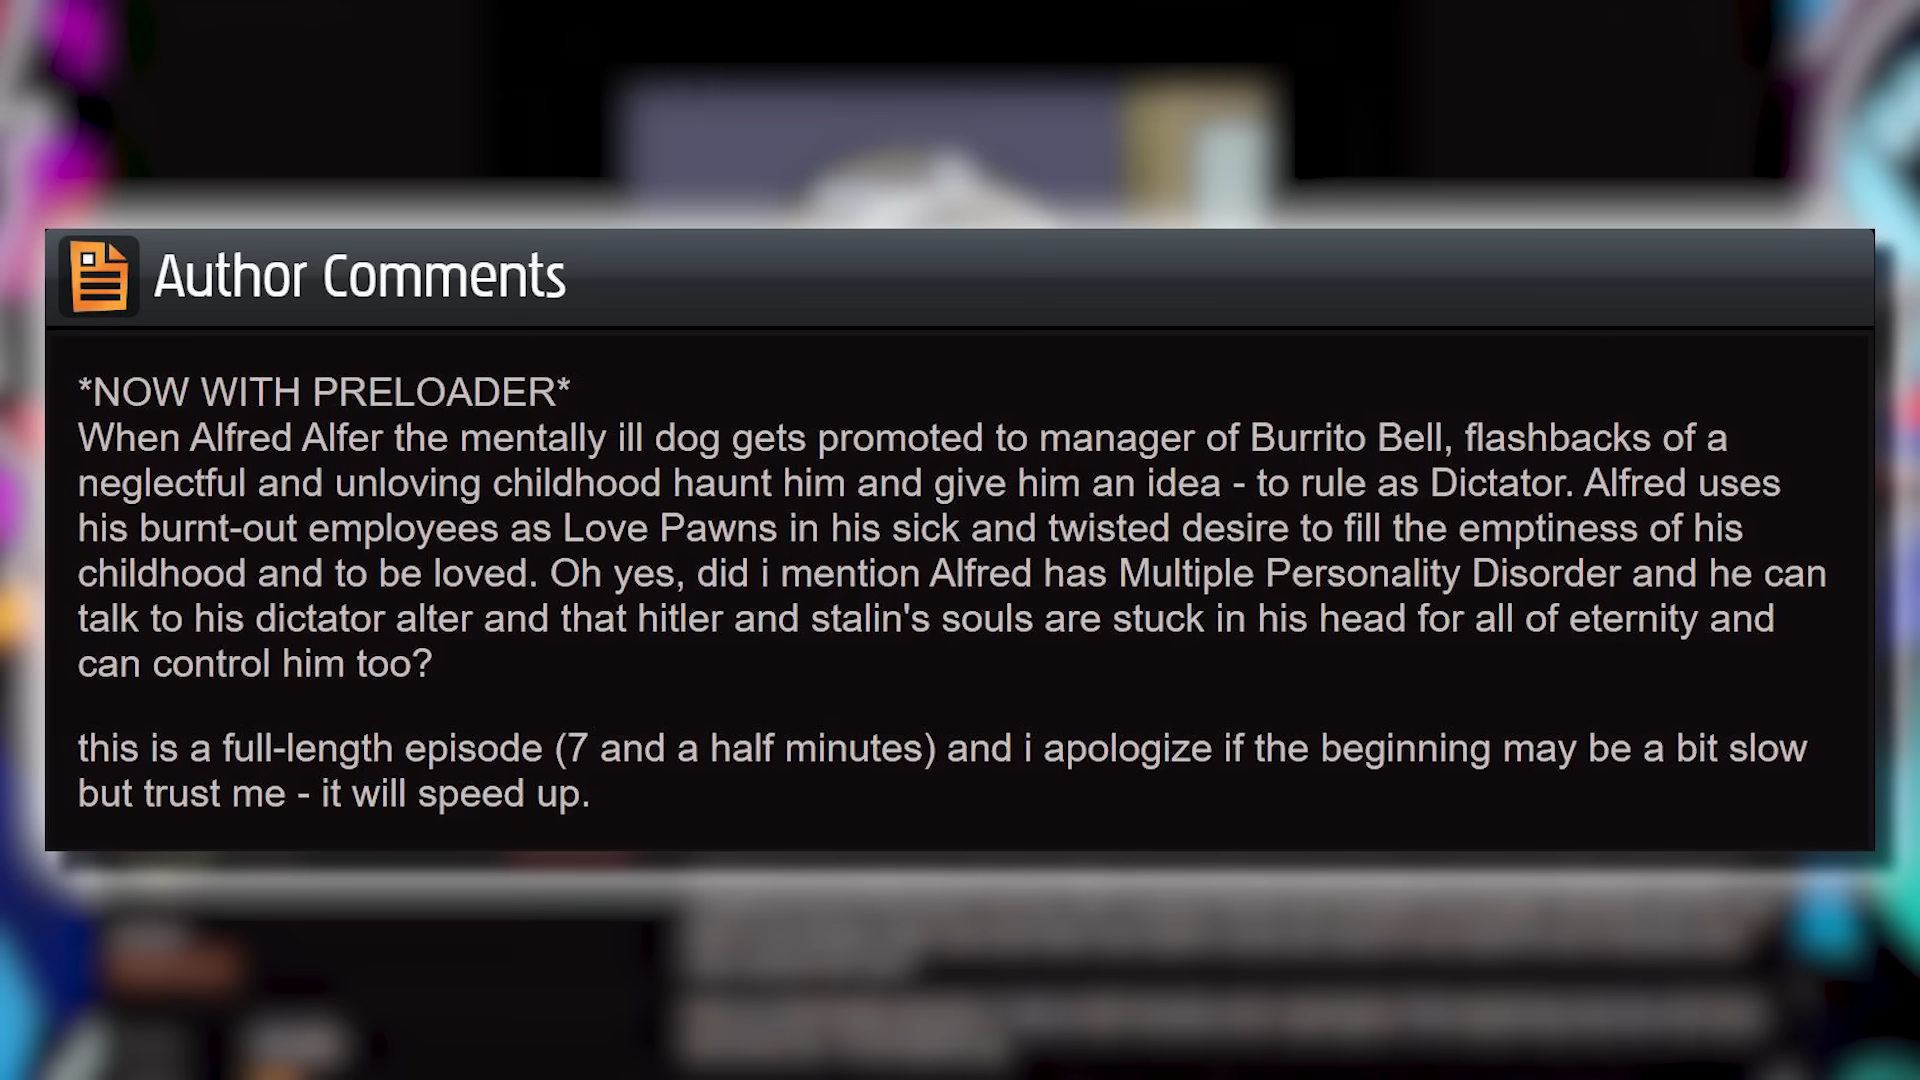 Author Comments
*NOW WITH PRELOADER*
When Alfred Alfer the mentally ill dog gets promoted to manager of Burrito Bell, flashbacks of a
neglectful and unloving childhood haunt him and give him an idea - to rule as Dictator. Alfred uses
his burnt-out employees as Love Pawns in his sick and twisted desire to fill the emptiness of his
childhood and to be loved. Oh yes, did i mention Alfred has Multiple Personality Disorder and he can
talk to his dictator alter and that hitler and stalin's souls are stuck in his head for all of eternity and
can control him too?
this is a full-length episode (7 and a half minutes) and i apologize if the beginning may be a bit slow
but trust me - it will speed up.